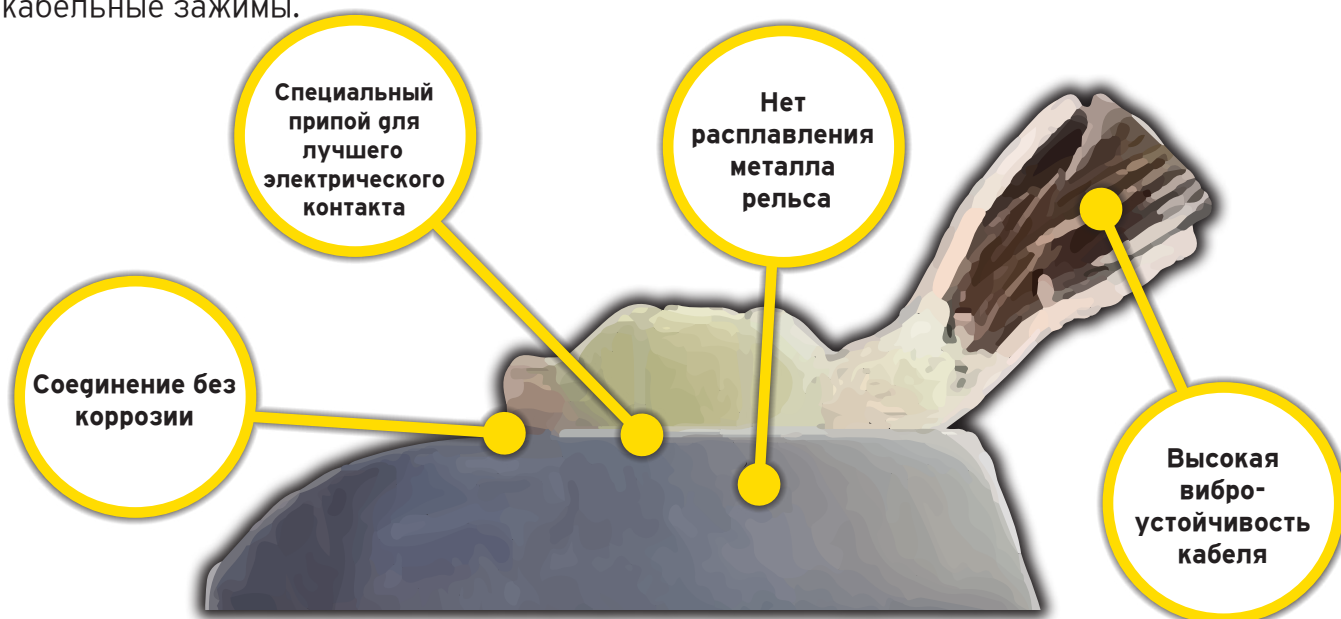 кабельные зажимы.
Специальный
припой для
лучшего
электрического
контакта
Нет
расплавления
металла
рельса
Соединение без
коррозии
Высокая
вибро-
устойчивость
кабеля